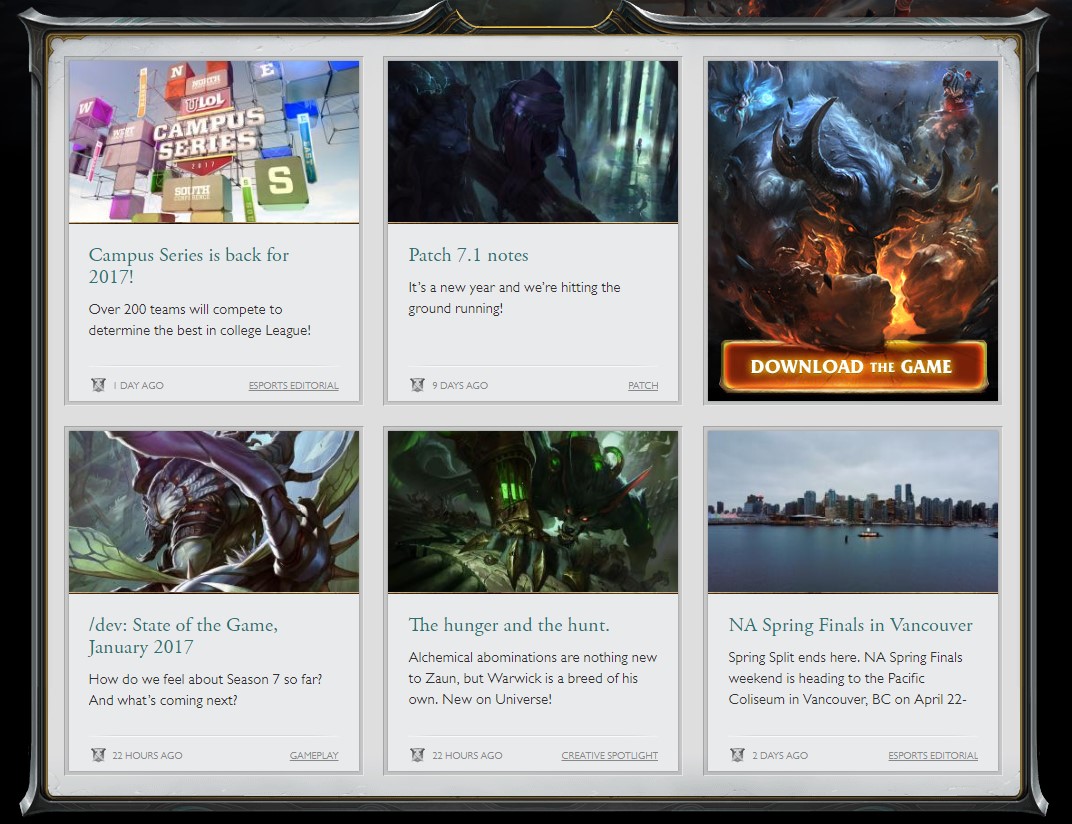 N
E
NORTH
ULOL
W
CAMPUS
SERIES
2017
WEST
EAST
SOUTH
CONFERENCE
S
Campus Series is back for
2017!
Over 200 teams will compete to
determine the best in college League!
1 DAY AGO ESPORTS EDITORIAL
Patch 7.1 notes
It's a new year and we're hitting the
ground running!
9 DAYS AGO PATCH
DOWNLOAD THE GAME
/dev: State of the Game,
January 2017
How do we feel about Season 7 so far?
And what's coming next?
22 HOURS AGO GAMEPLAY
The hunger and the hunt.
Alchemical abominations are nothing new
to Zaun, but Warwick is a breed of his
own. New on Universe!
22 HOURS AGO CREATIVE SPOTLIGHT
NA Spring Finals in Vancouver
Spring Split ends here. NA Spring Finals
weekend is heading to the Pacific
Coliseum in Vancouver, BC on April 22-
2 DAYS AGO ESPORTS EDITORIAL